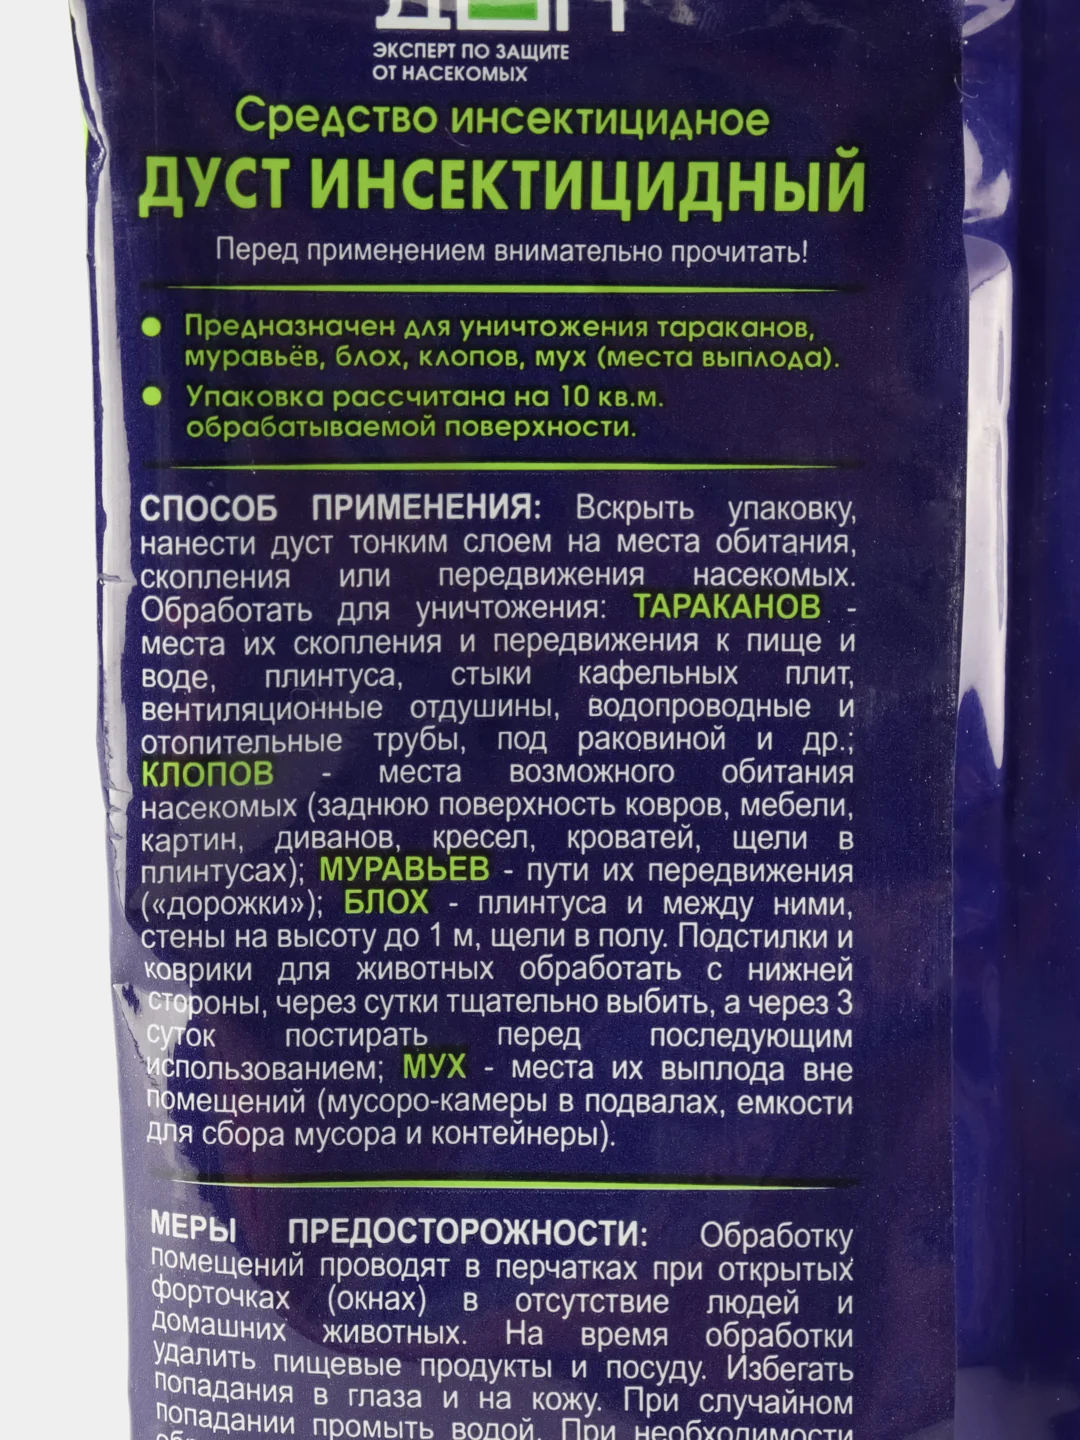 ЭКСПЕРТ ПО ЗАЩИТЕ
ОТ НАСЕКОМЫХ
Средство инсектицидное
ДУСТ ИНСЕКТИЦИДНЫЙ
Перед применением внимательно прочитать!
Предназначен для уничтожения тараканов,
муравьёв, блох, клопов, мух (места выплода).
Упаковка рассчитана на 10 кв.м.
обрабатываемой поверхности.
СПОСОБ ПРИМЕНЕНИЯ: Вскрыть упаковку,
нанести дуст тонким слоем на места обитания,
скопления или передвижения насекомых.
Обработать для уничтожения: ТАРАКАНОВ -
места их скопления и передвижения к пище и
воде, плинтуса, стыки кафельных плит,
вентиляционные отдушины, водопроводные и
отопительные трубы, под раковиной и др.;
КЛОПОВ - места возможного обитания
насекомых (заднюю поверхность ковров, мебели,
картин, диванов, кресел, кроватей, щели в
плинтусах); МУРАВЬЕВ - пути их передвижения
(«дорожки»); БЛОХ - плинтуса и между ними,
стены на высоту до 1 м, щели в полу. Подстилки и
коврики для животных обработать с нижней
стороны, через сутки тщательно выбить, а через 3
суток постирать перед последующим
использованием; МУХ - места их выплода вне
помещений (мусоро-камеры в подвалах, емкости
для сбора мусора и контейнеры).
МЕРЫ ПРЕДОСТОРОЖНОСТИ: Обработку
помещений проводят в перчатках при открытых
форточках (окнах) в отсутствие людей и
домашних животных. На время обработки
удалить пищевые продукты и посуду. Избегать
попадания в глаза и на кожу. При случайном
попадании промыть водой. При необходимости